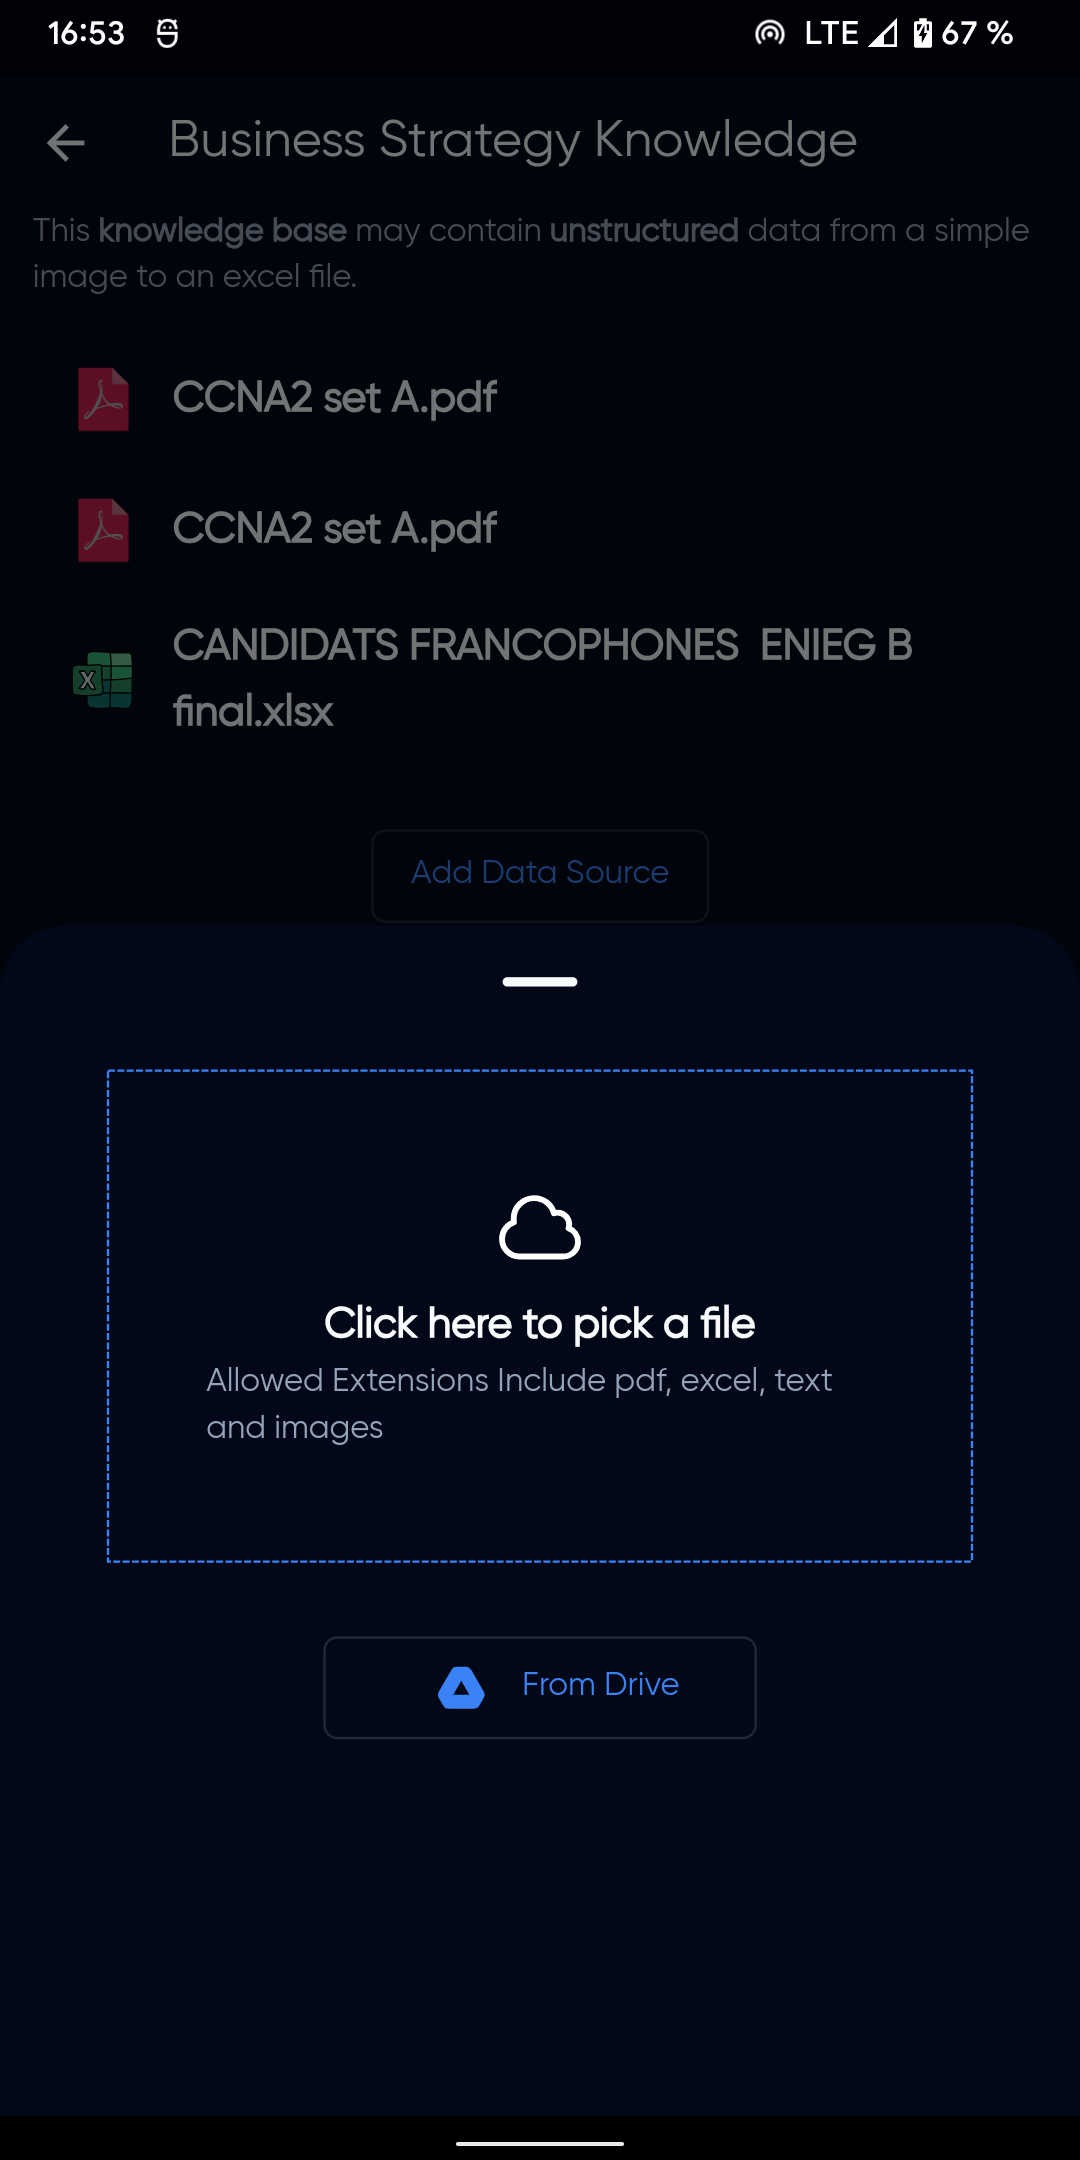 16:53
LTE 67 %
Business Strategy Knowledge
This knowledge base may contain unstructured data from a simple
image to an excel file.
CCNA2 set A.pdf
CCNA2 set A.pdf
X
CANDIDATS FRANCOPHONES  ENIEG B
final.xlsx
Add Data Source
Click here to pick a file
Allowed Extensions Include pdf, excel, text
and images
From Drive